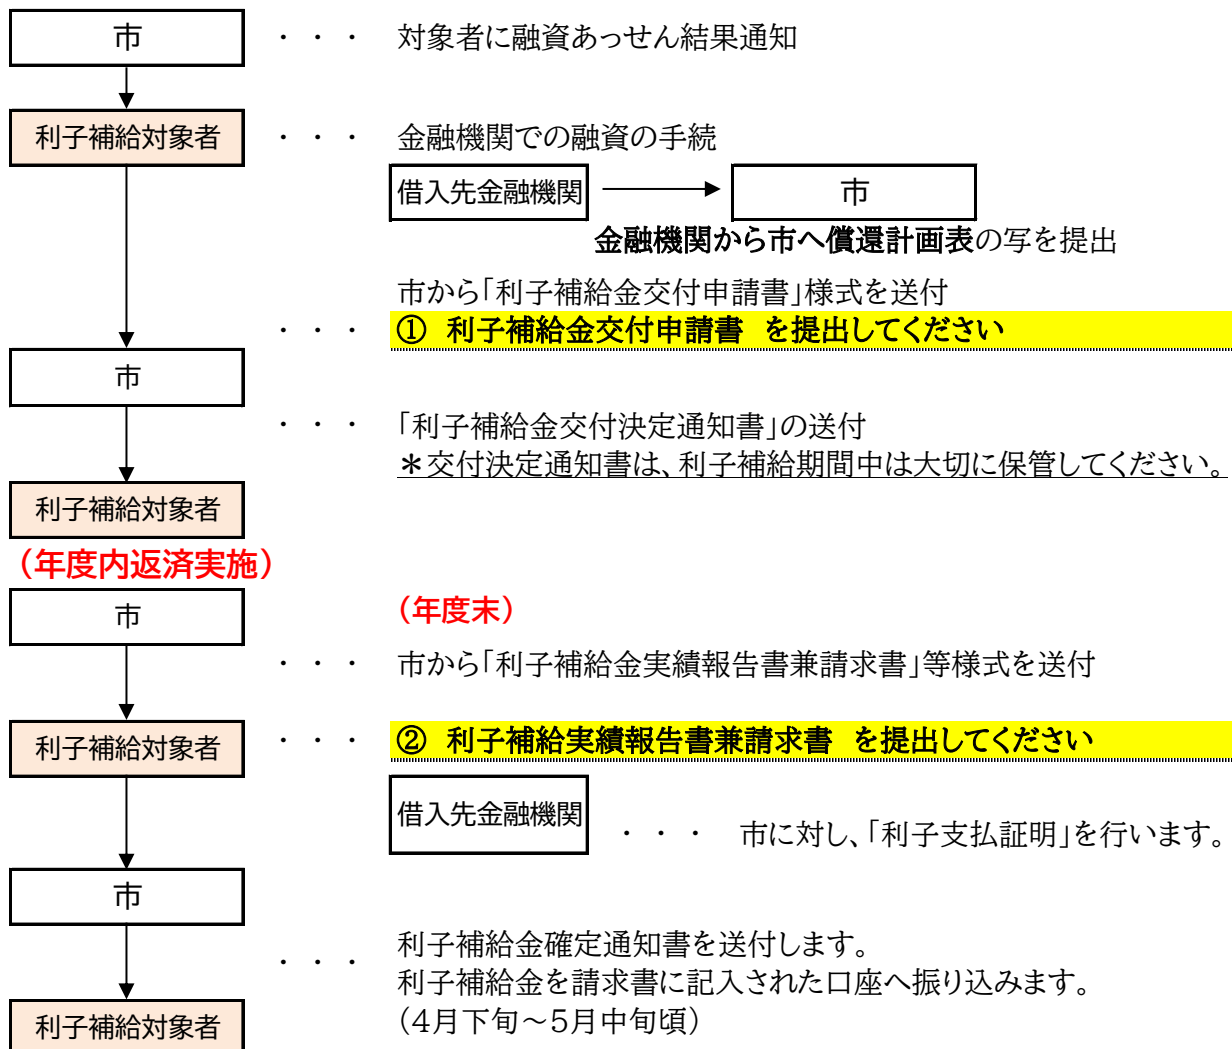 市 ・・・ 対象者に融資あっせん結果通知
利子補給対象者 ・・・ 金融機関での融資の手続
借入先金融機関 市
金融機関から市へ償還計画表の写を提出
市から「利子補給金交付申請書」様式を送付
・・・ ① 利子補給金交付申請書 を提出してください
市
・・・ 「利子補給金交付決定通知書」の送付
＊交付決定通知書は、利子補給期間中は大切に保管してください。
利子補給対象者
（年度内返済実施）
市 （年度末）
・・・ 市から「利子補給金実績報告書兼請求書」等様式を送付
利子補給対象者 ・・・ ② 利子補給実績報告書兼請求書 を提出してください
借入先金融機関 ・・・ 市に対し、「利子支払証明」を行います。
市
利子補給金確定通知書を送付します。
・・・ 利子補給金を請求書に記入された口座へ振り込みます。
利子補給対象者 （4月下旬～5月中旬頃）